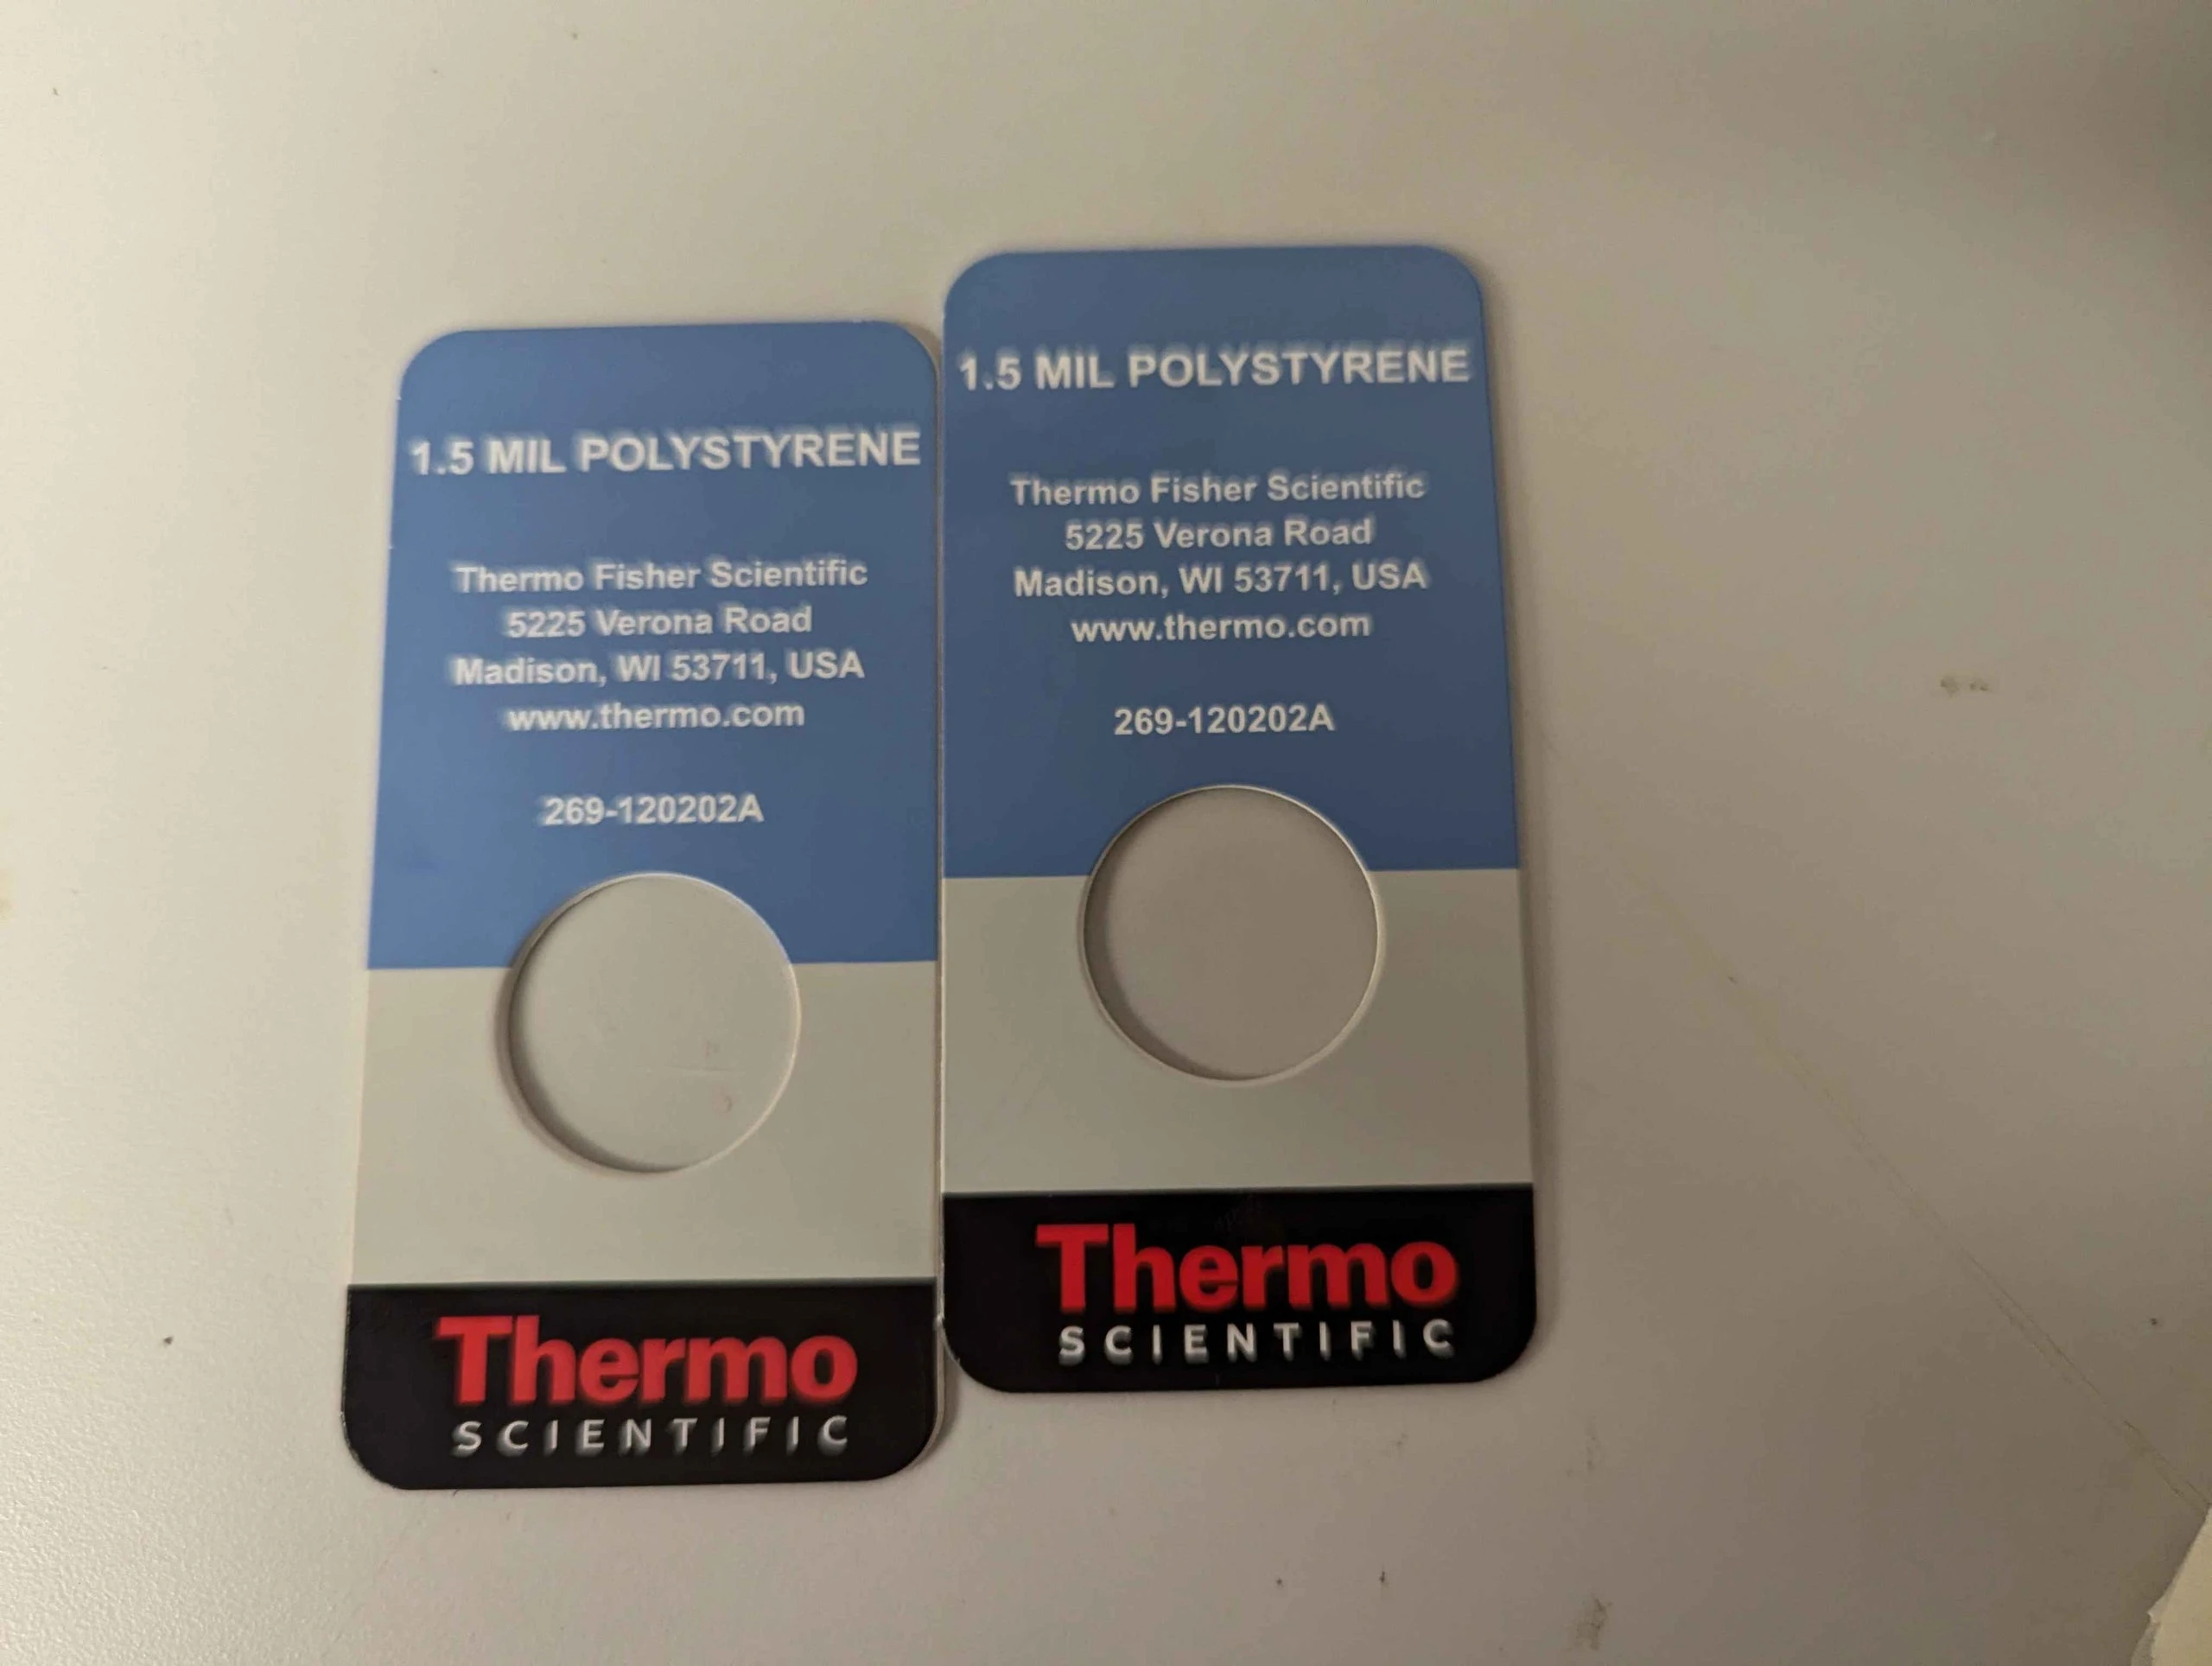 1.5 MIL POLYSTYRENE
Thermo Fisher Scientific
5225 Verona Road
Madison, WI 53711, USA
www.thermo.com
269-120202A
Thermo
SCIENTIFIC
1.5 MIL POLYSTYRENE
Thermo Fisher Scientific
5225 Verona Road
Madison, WI 53711, USA
www.thermo.com
269-120202A
Thermo
SCIENTIFIC